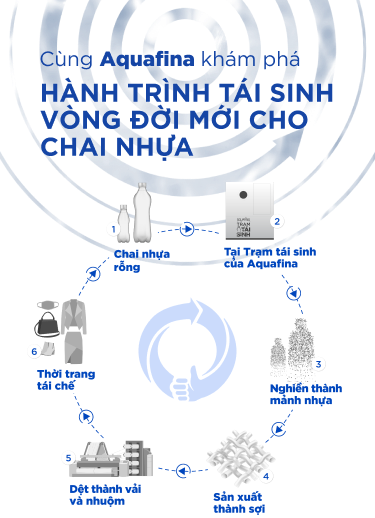 Cùng Aquafina khám phá
HÀNH TRÌNH TÁI SINH
VÒNG ĐỜI MỚI CHO
CHAI NHỰA
1
Chai nhựa
rỗng
TRẠM
TÁI
SINH
2
Tại Trạm tái sinh
của Aquafina
3
Nghiền thành
mảnh nhựa
4
Sản xuất
thành sợi
5
Dệt thành vải
và nhuộm
6
Thời trang
tái chế